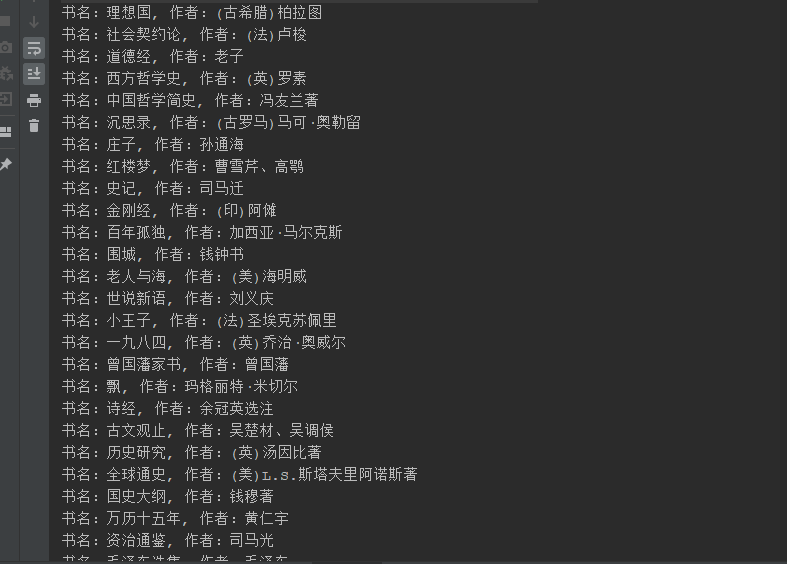 书名: 理想国, 作者: (古希腊)柏拉图
书名: 社会契约论, 作者: (法)卢梭
书名: 道德经, 作者: 老子
书名: 西方哲学史, 作者: (英)罗素
书名: 中国哲学简史, 作者: 冯友兰著
书名: 沉思录, 作者: (古罗马)马可·奥勒留
书名: 庄子, 作者: 孙通海
书名: 红楼梦, 作者: 曹雪芹、高鹗
书名: 史记, 作者: 司马迁
书名: 金刚经, 作者: (印)阿傩
书名: 百年孤独, 作者: 加西亚·马尔克斯
书名: 围城, 作者: 钱钟书
书名: 老人与海, 作者: (美)海明威
书名: 世说新语, 作者: 刘义庆
书名: 小王子, 作者: (法)圣埃克苏佩里
书名: 一九八四, 作者: (英)乔治·奥威尔
书名: 曾国藩家书, 作者: 曾国藩
书名: 飘, 作者: 玛格丽特·米切尔
书名: 诗经, 作者: 余冠英选注
书名: 古文观止, 作者: 吴楚材、吴调侯
书名: 历史研究, 作者: (英)汤因比著
书名: 全球通史, 作者: (美)L.S.斯塔夫里阿诺斯著
书名: 国史大纲, 作者: 钱穆著
书名: 万历十五年, 作者: 黄仁宇
书名: 资治通鉴, 作者: 司马光